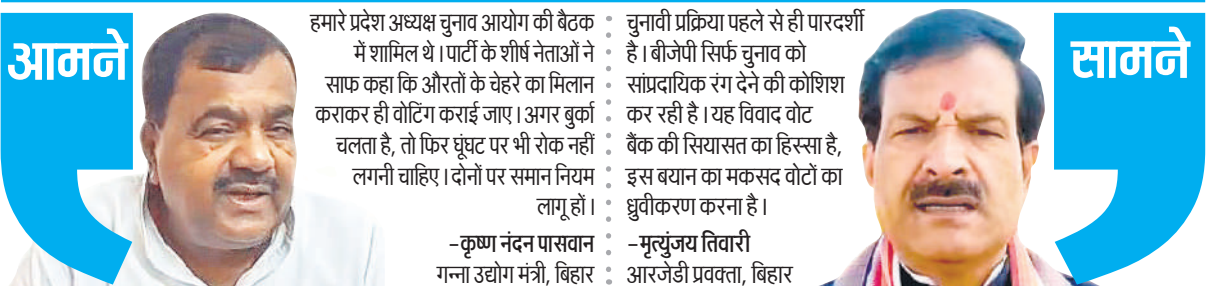 आमने
हमारे प्रदेश अध्यक्ष चुनाव आयोग की बैठक
में शामिल थे। पार्टी के शीर्ष नेताओं ने
साफ कहा कि औरतों के चेहरे का मिलान
कराकर ही वोटिंग कराई जाए। अगर बुर्का
चलता है, तो फिर घूंघट पर भी रोक नहीं
लगनी चाहिए। दोनों पर समान नियम
लागू हों।
–कृष्ण नंदन पासवान
गन्ना उद्योग मंत्री, बिहार
चुनावी प्रक्रिया पहले से ही पारदर्शी
है। बीजेपी सिर्फ चुनाव को
सांप्रदायिक रंग देने की कोशिश
कर रही है। यह विवाद वोट
बैंक की सियासत का हिस्सा है,
इस बयान का मकसद वोटों का
ध्रुवीकरण करना है।
–मृत्युंजय तिवारी
आरजेडी प्रवक्ता, बिहार
सामने